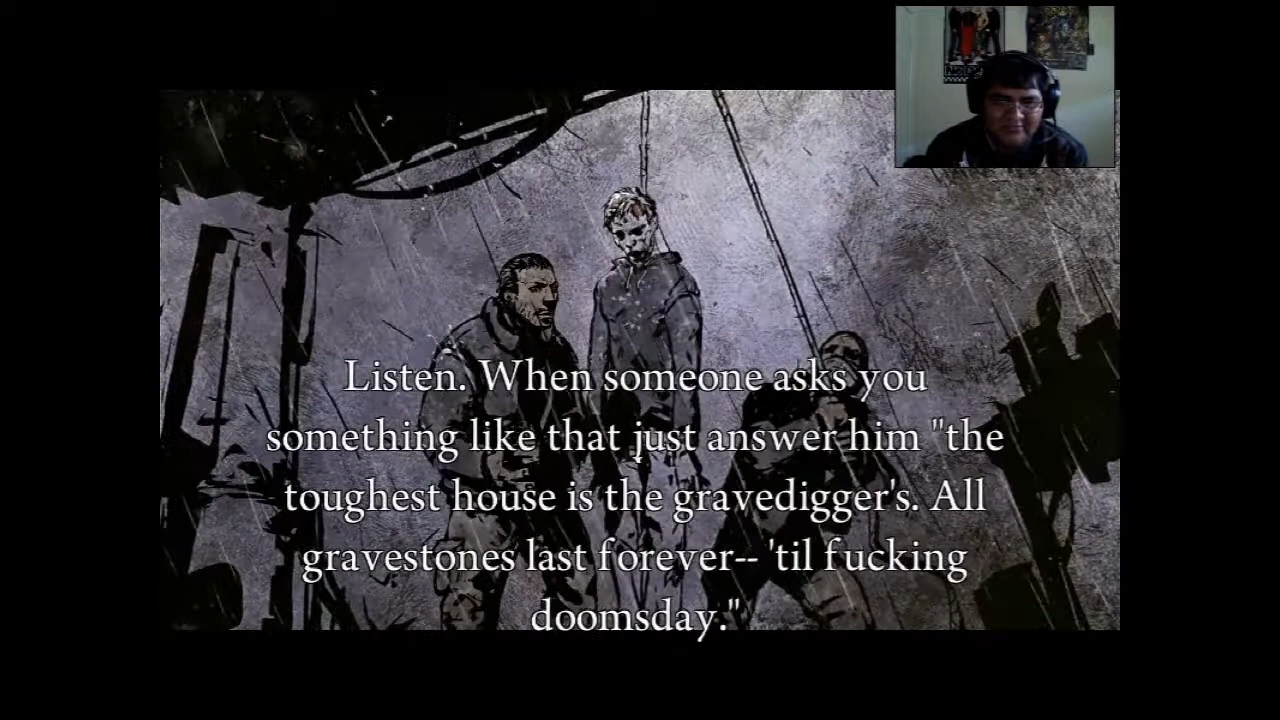 Listen. When someone asks you
something like that just answer him "the
toughest house is the gravedigger's. All
gravestones last forever-- 'til fucking
doomsday."